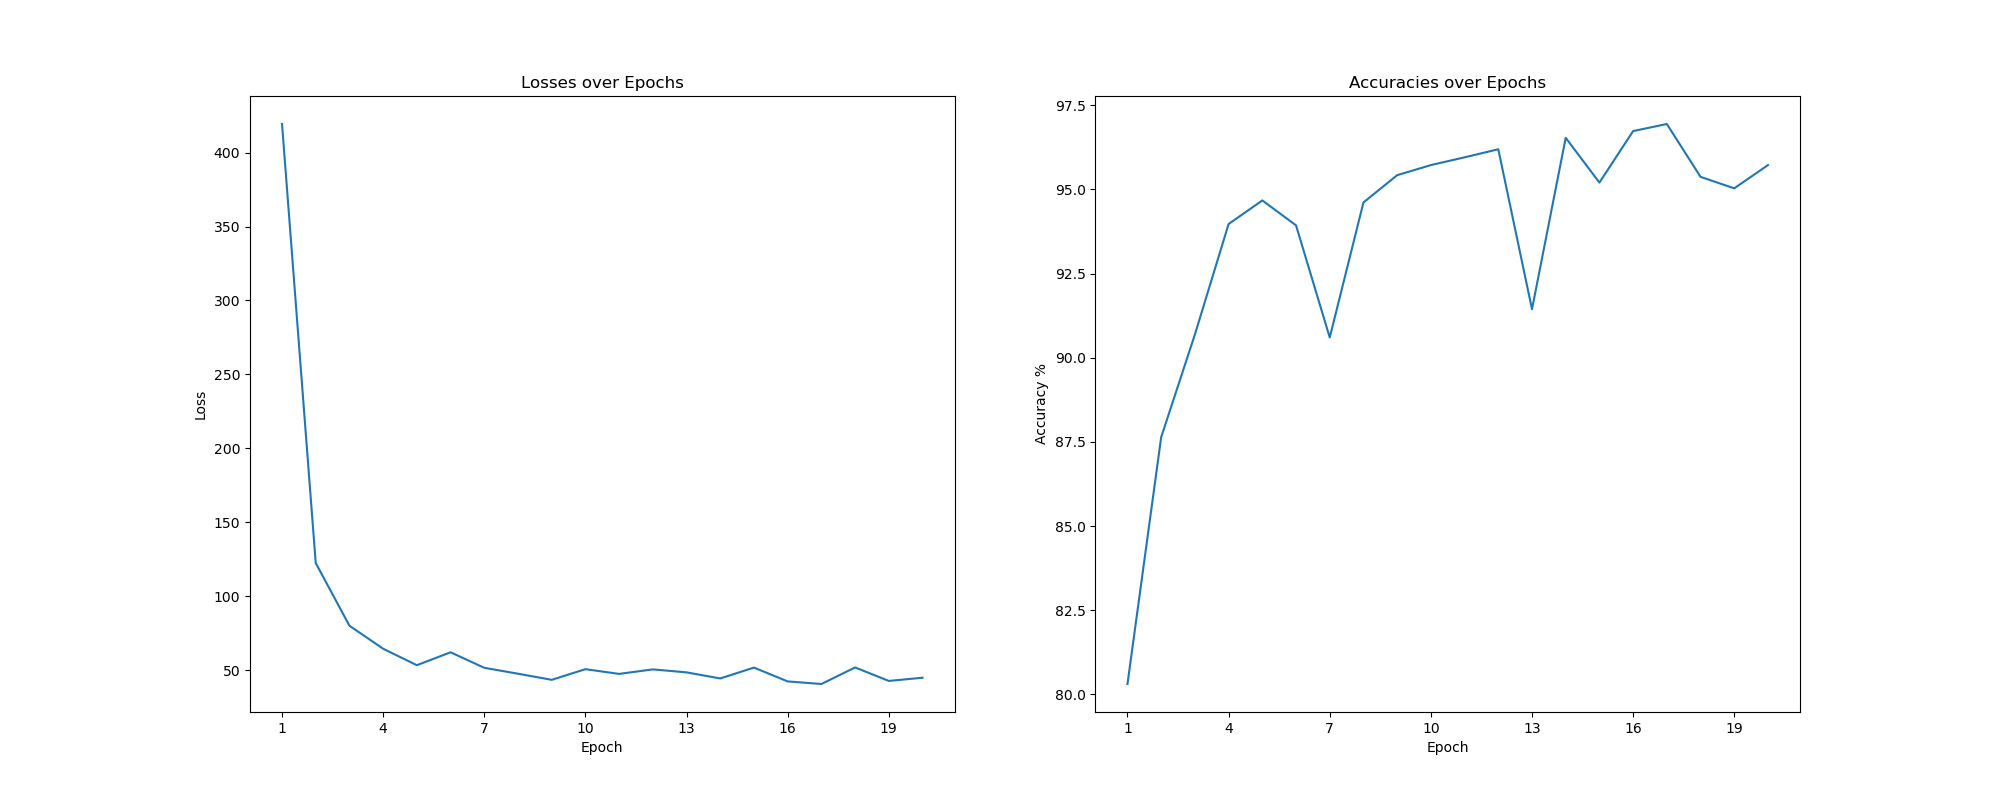 Losses over Epochs
Loss
400
350
300
250
200
150
100
50
1 4 7 10 13 16 19
Epoch
Accuracies over Epochs
Accuracy %
97.5
95.0
92.5
90.0
87.5
85.0
82.5
80.0
1 4 7 10 13 16 19
Epoch